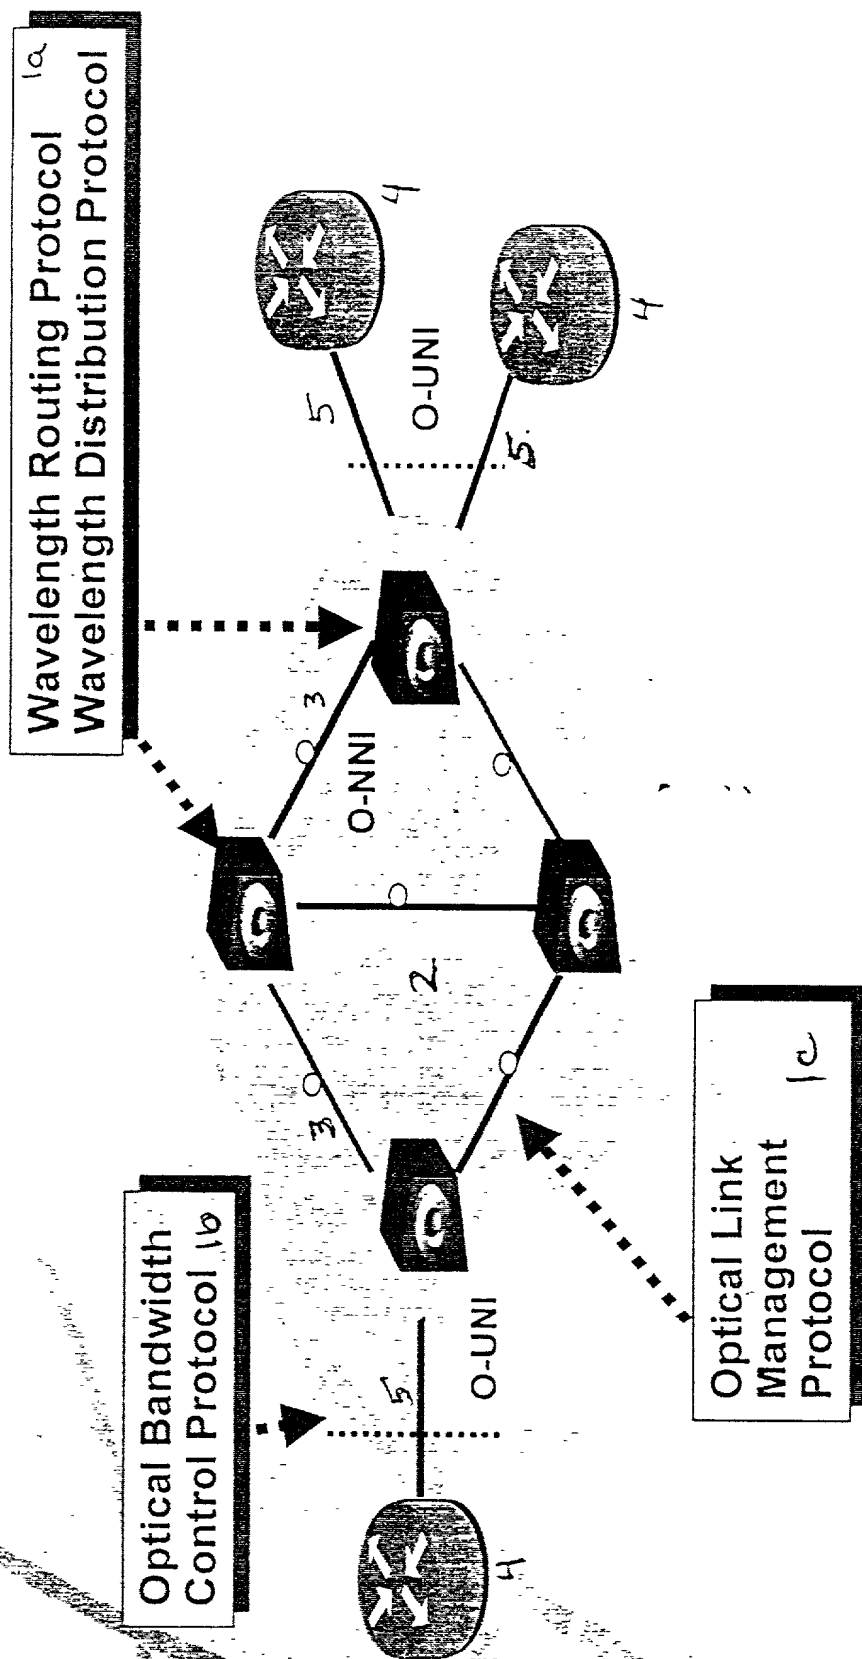 Wavelength Routing Protocol 1a
Wavelength Distribution Protocol
Optical Bandwidth
Control Protocol 1b
4
5
O-UNI
3
2
3
O-NNI
5
O-UNI
5.
4
4
Optical Link
Management 1c
Protocol